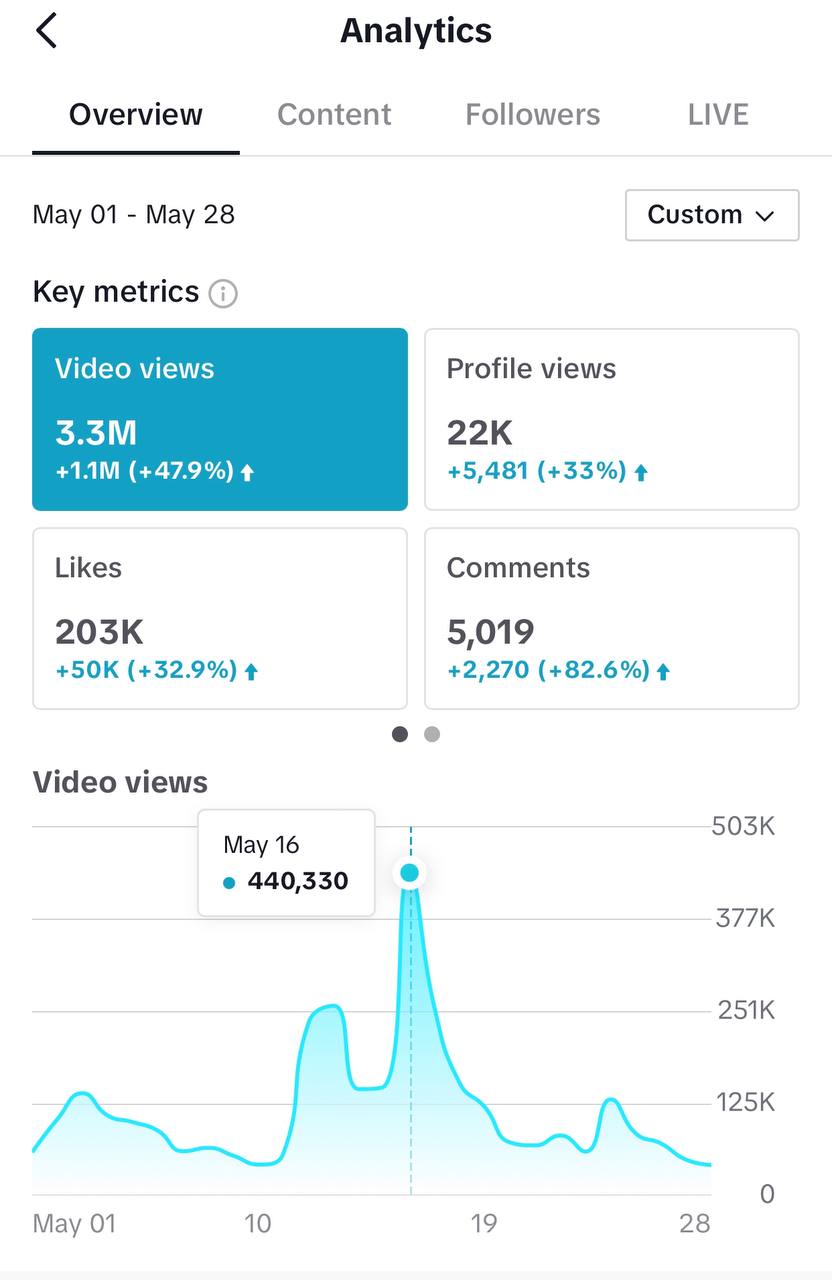 Analytics
Overview Content Followers LIVE
May 01 - May 28 Custom
Key metrics
Video views
3.3M
+1.1M (+47.9%)
Profile views
22K
+5,481 (+33%)
Likes
203K
+50K (+32.9%)
Comments
5,019
+2,270 (+82.6%)
Video views
May 16
440,330
503K
377K
251K
125K
0
May 01 10 19 28